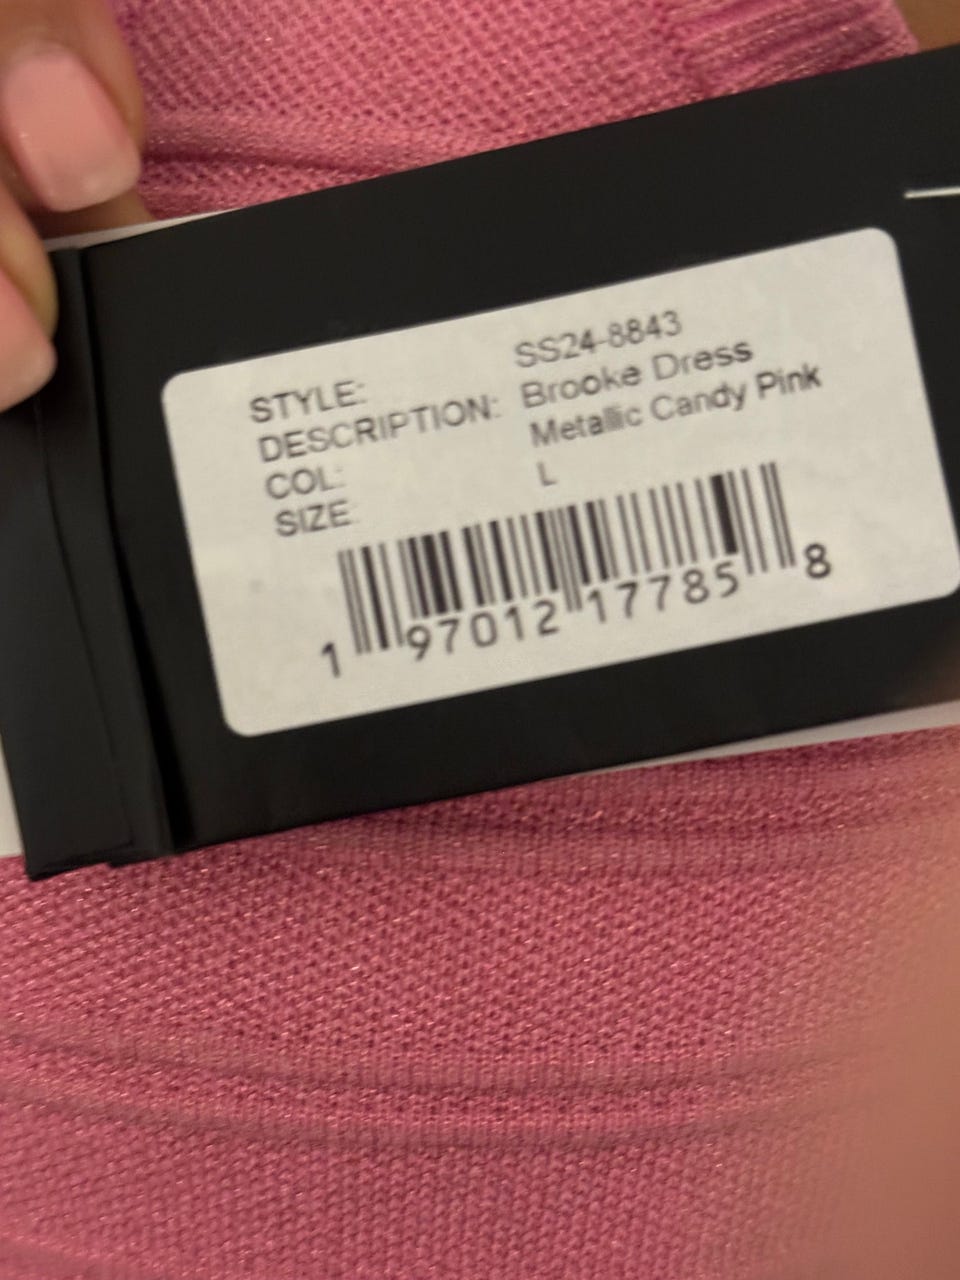 STYLE: SS24-8843
DESCRIPTION: Brooke Dress
COL: Metallic Candy Pink
SIZE: L
1 97012 17785 8